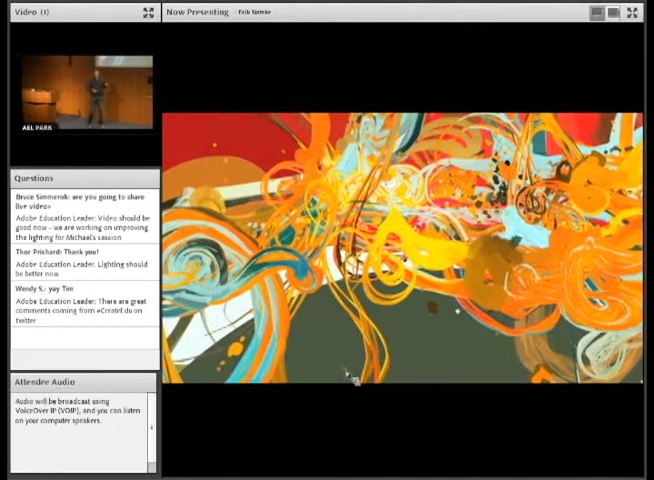 Video (1)
Now Presenting - Erik Natzke
AEL PARK
Questions
Bruce Simmerok: are you going to share
live video>
Adobe Education Leader: Video should be
good now - we are working on improving
the lighting for Michael's session
Thor Prichard: Thank you!
Adobe Education Leader: Lighting should
be better now
Wendy S.: yay Tim
Adobe Education Leader: There are great
comments coming from #CreateEdu on
twitter
Attendee Audio
Audio will be broadcast using
VoiceOver IP (VOIP), and you can listen
on your computer speakers.